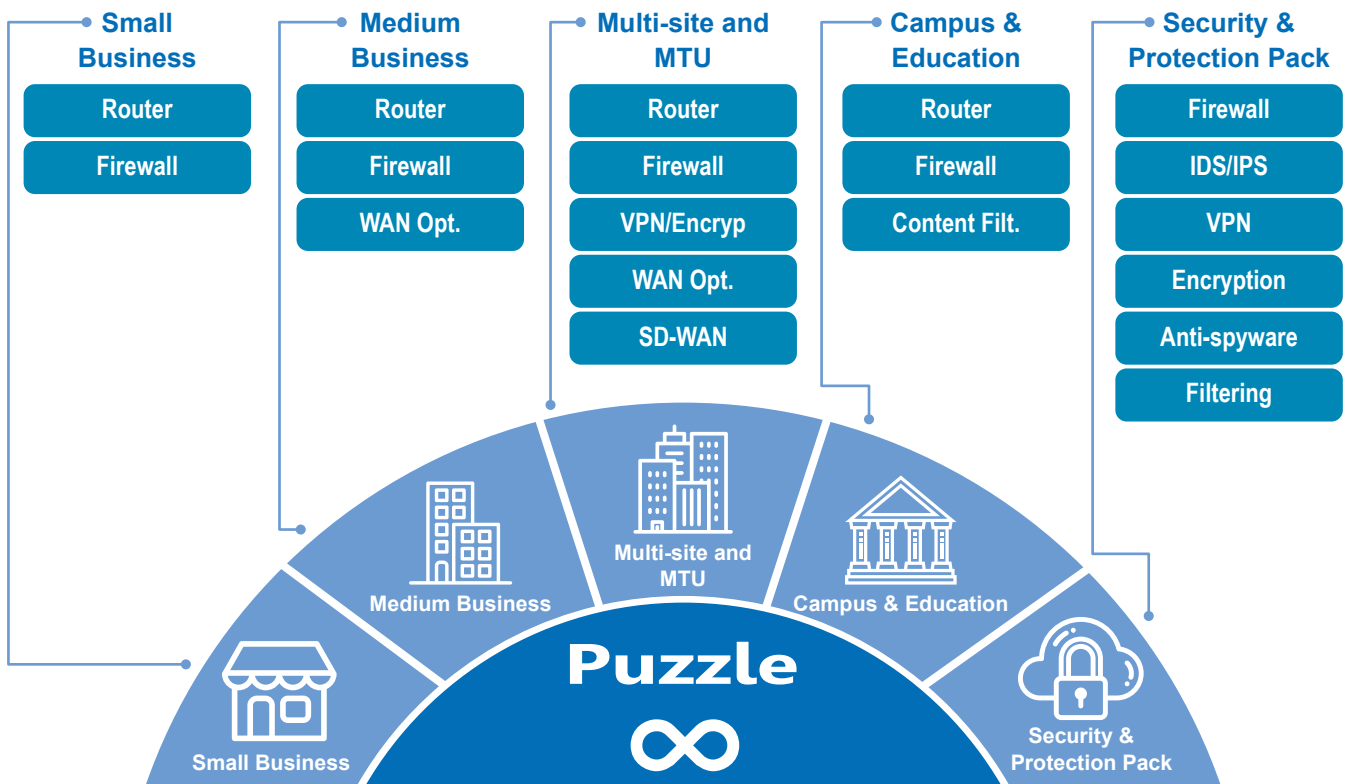 Small
Business
Router
Firewall
Medium
Business
Router
Firewall
WAN Opt.
Multi-site and
MTU
Router
Firewall
VPN/Encryp
WAN Opt.
SD-WAN
Campus &
Education
Router
Firewall
Content Filt.
Security &
Protection Pack
Firewall
IDS/IPS
VPN
Encryption
Anti-spyware
Filtering
Small Business
Medium Business
Multi-site and
MTU
Campus & Education
Security &
Protection Pack
Puzzle